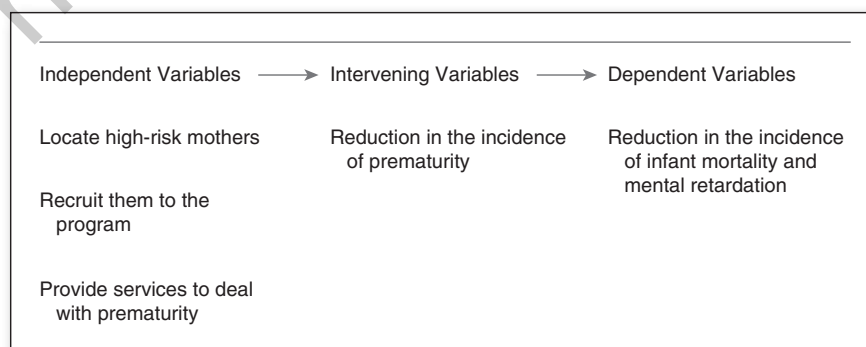 Independent Variables
Intervening Variables
Dependent Variables
Locate high-risk mothers
Recruit them to the
program
Provide services to deal
with prematurity
Reduction in the incidence
of prematurity
Reduction in the incidence
of infant mortality and
mental retardation